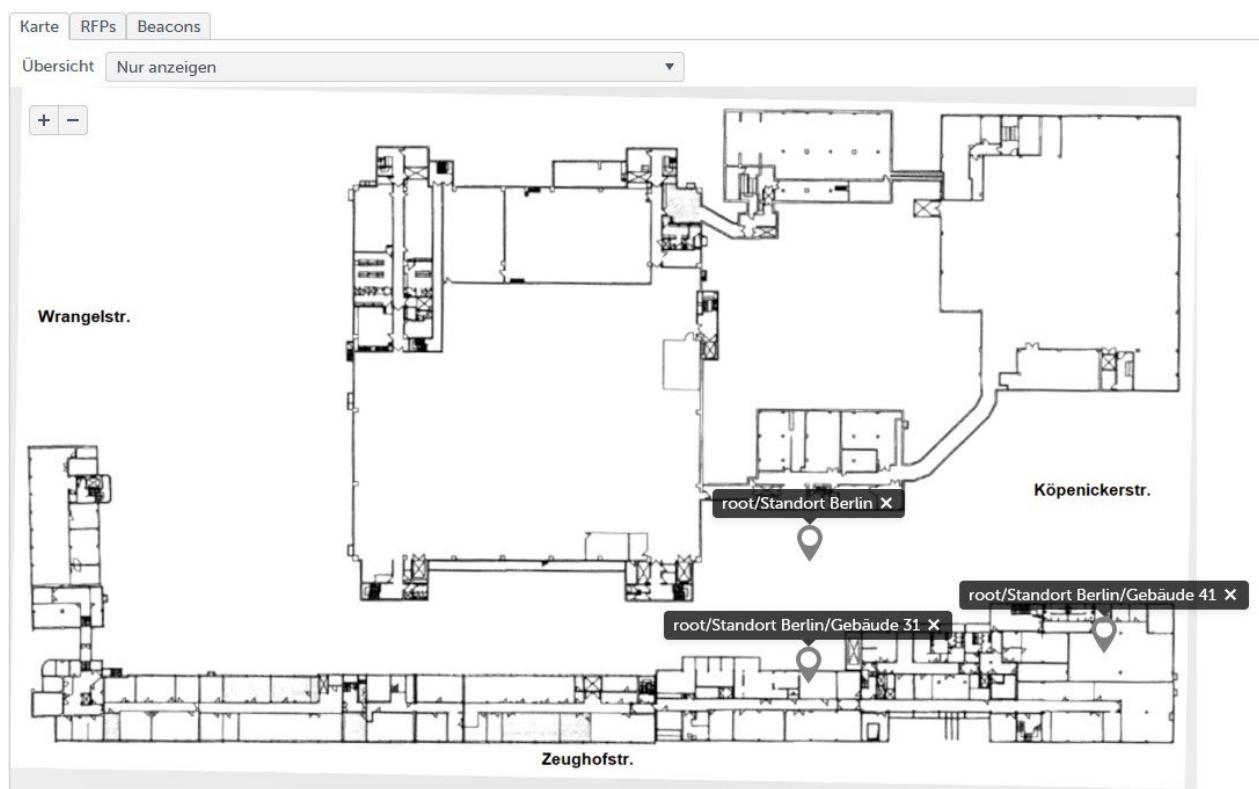 Karte RFPs Beacons
Übersicht Nur anzeigen
+ −
Wrangelstr.
Köpenickerstr.
root/Standort Berlin ×
root/Standort Berlin/Gebäude 41 ×
root/Standort Berlin/Gebäude 31 ×
Zeughofstr.